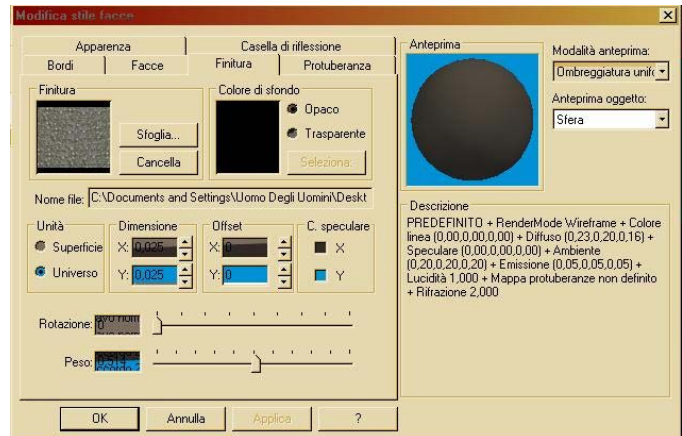 Modifica stile facce
Apparenza
Casella di riflessione
Bordi
Facce
Finitura
Protuberanza
Finitura
Sfoglia...
Cancella
Colore di sfondo
Opaco
Trasparente
Seleziona:
Nome file:
C:\Documents and Settings\Uomo Degli Uomini\Deskt
Unità
Superficie
Universo
Dimensione
X: 0,025
Y: 0,025
Offset
X: 0
Y: 0
C. speculare
X
Y
Rotazione:
0
Peso:
OK
Annulla
Applica
?
Anteprima
Modalità anteprima:
Ombreggiatura unifo
Anteprima oggetto:
Sfera
Descrizione
PREDEFINITO + RenderMode Wireframe + Colore
linea (0,00,0,00,0,00) + Diffuso (0,23,0,20,0,16) +
Speculare (0,00,0,00,0,00) + Ambiente
(0,20,0,20,0,20) + Emissione (0,05,0,05,0,05) +
Lucidità 1,000 + Mappa protuberanze non definito
+ Rifrazione 2,000